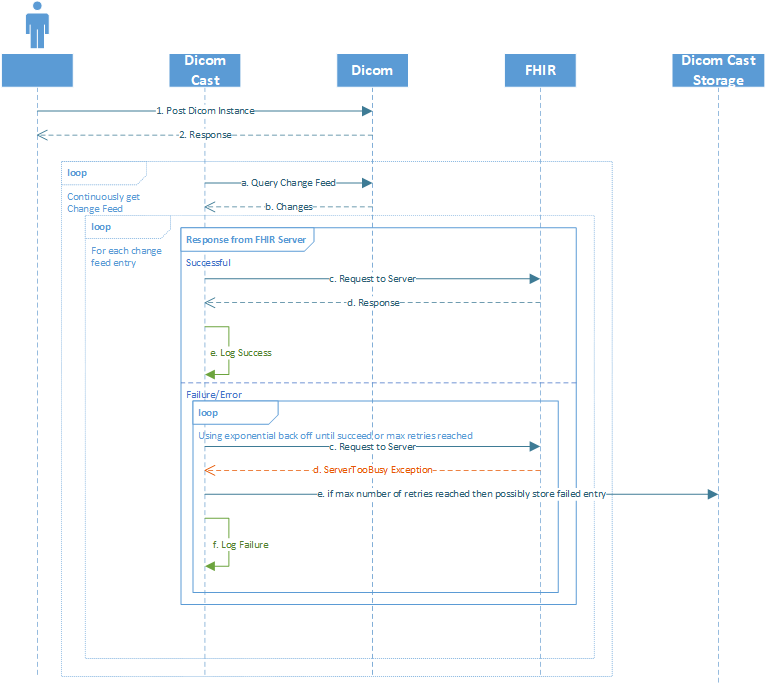 Dicom
Cast
Dicom
FHIR
Dicom Cast
Storage
1. Post Dicom Instance
2. Response
loop
Continuously get
Change Feed
a. Query Change Feed
b. Changes
loop
For each change
feed entry
Response from FHIR Server
Successful
c. Request to Server
d. Response
e. Log Success
Failure/Error
loop
Using exponential back off until succeed or max retries reached
c. Request to Server
d. ServerTooBusy Exception
e. if max number of retries reached then possibly store failed entry
f. Log Failure